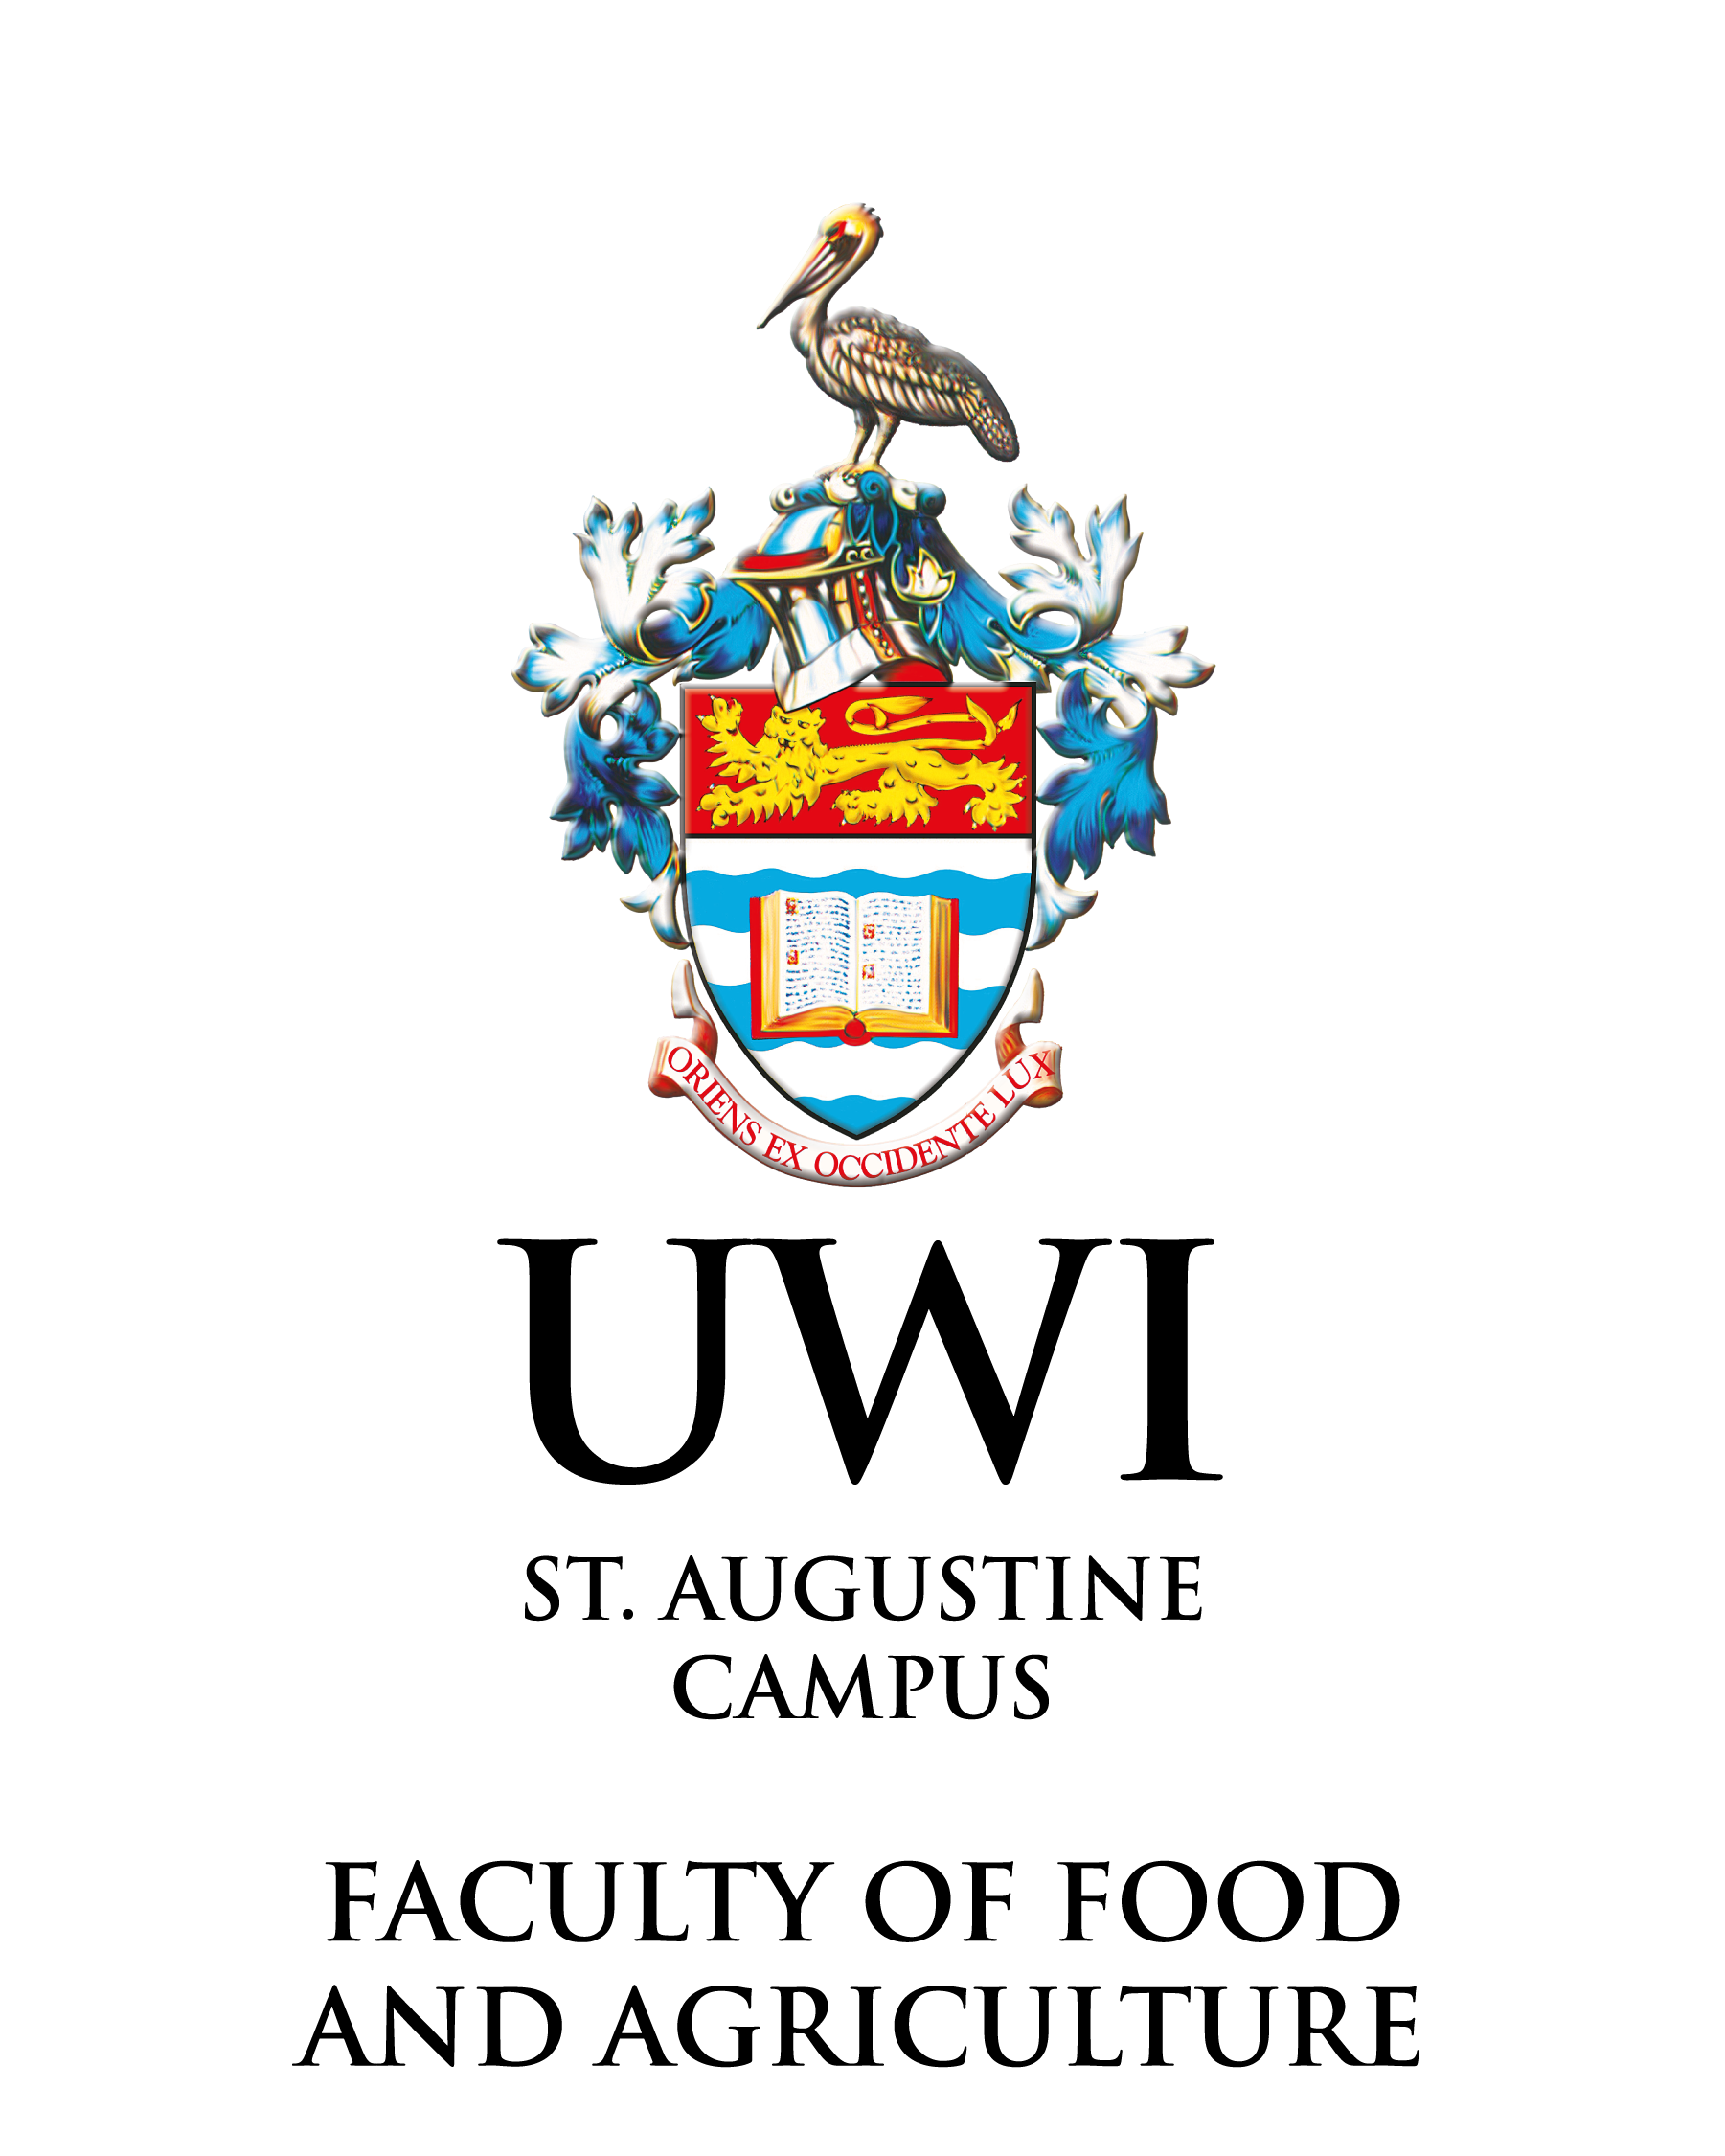 ORIENS EX OCCIDENTE LUX
UWI
ST. AUGUSTINE
CAMPUS
FACULTY OF FOOD
AND AGRICULTURE